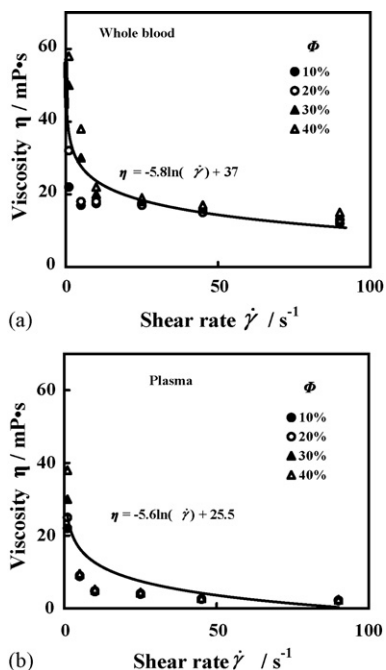 Whole blood
Φ
10%
20%
30%
40%
η = -5.8ln( γ̇) + 37
60
40
20
0
0
50
100
Viscosity η / mP•s
(a)
Shear rate γ̇ / s⁻¹
Plasma
Φ
10%
20%
30%
40%
η = -5.6ln( γ̇) + 25.5
60
40
20
0
0
50
100
Viscosity η / mP•s
(b)
Shear rate γ̇ / s⁻¹